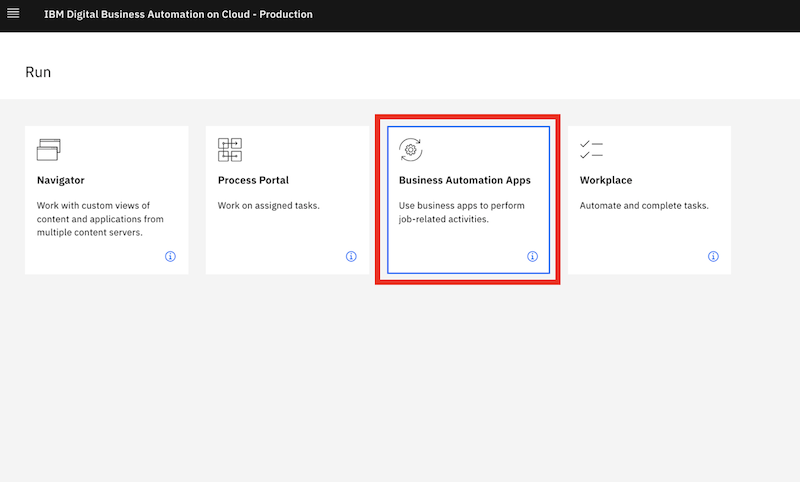 IBM Digital Business Automation on Cloud - Production
Run
Navigator
Work with custom views of
content and applications from
multiple content servers.
Process Portal
Work on assigned tasks.
Business Automation Apps
Use business apps to perform
job-related activities.
Workplace
Automate and complete tasks.